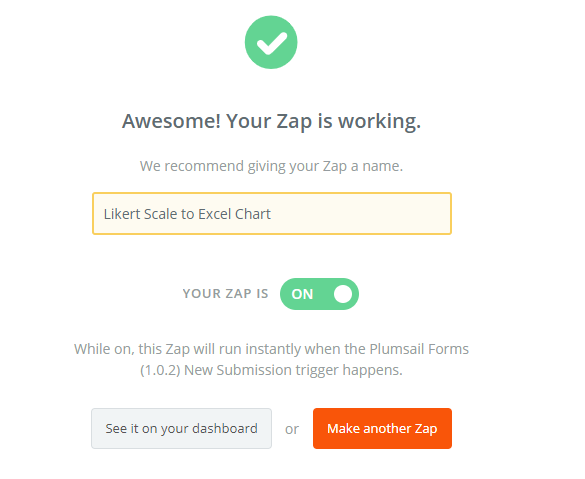 Awesome! Your Zap is working.
We recommend giving your Zap a name.
Likert Scale to Excel Chart
YOUR ZAP IS ON
While on, this Zap will run instantly when the Plumsail Forms
(1.0.2) New Submission trigger happens.
See it on your dashboard or Make another Zap